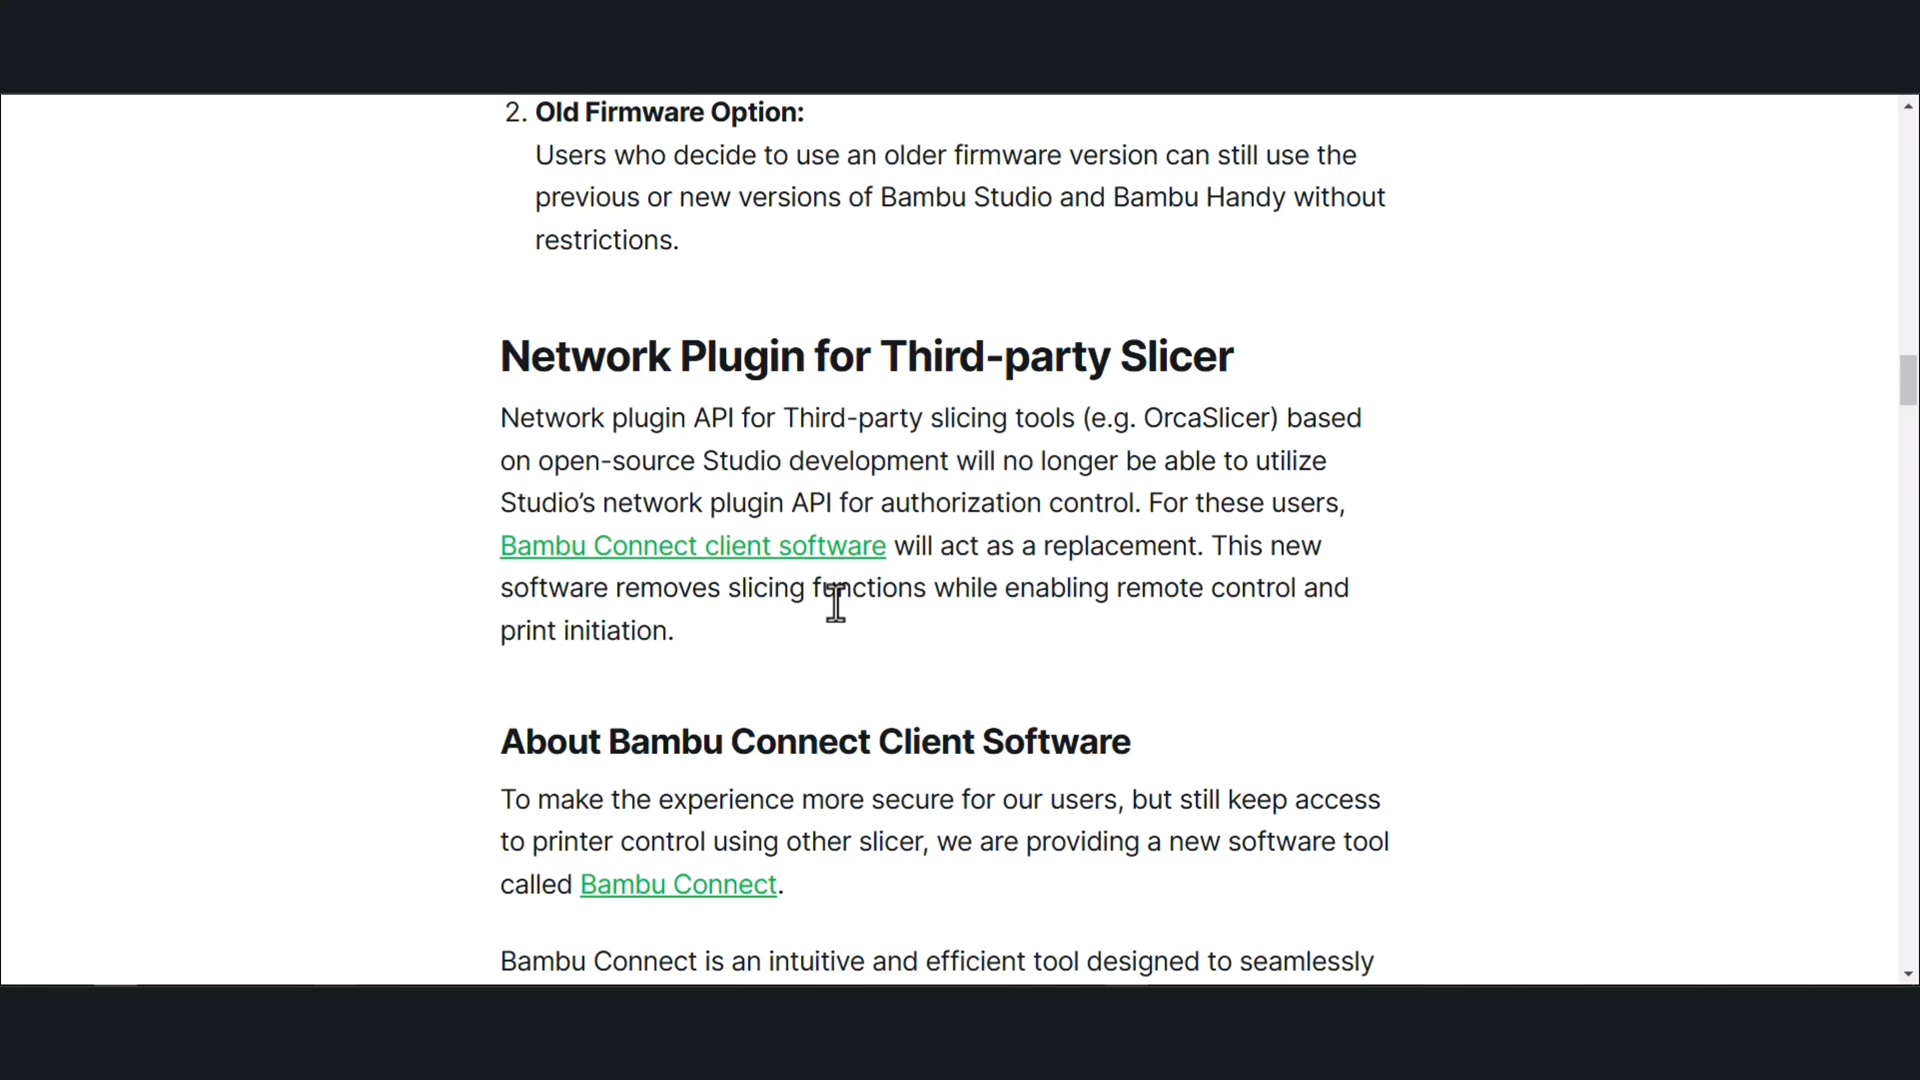 2. Old Firmware Option:
Users who decide to use an older firmware version can still use the
previous or new versions of Bambu Studio and Bambu Handy without
restrictions.
Network Plugin for Third-party Slicer
Network plugin API for Third-party slicing tools (e.g. OrcaSlicer) based
on open-source Studio development will no longer be able to utilize
Studio’s network plugin API for authorization control. For these users,
Bambu Connect client software will act as a replacement. This new
software removes slicing functions while enabling remote control and
print initiation.
About Bambu Connect Client Software
To make the experience more secure for our users, but still keep access
to printer control using other slicer, we are providing a new software tool
called Bambu Connect.
Bambu Connect is an intuitive and efficient tool designed to seamlessly